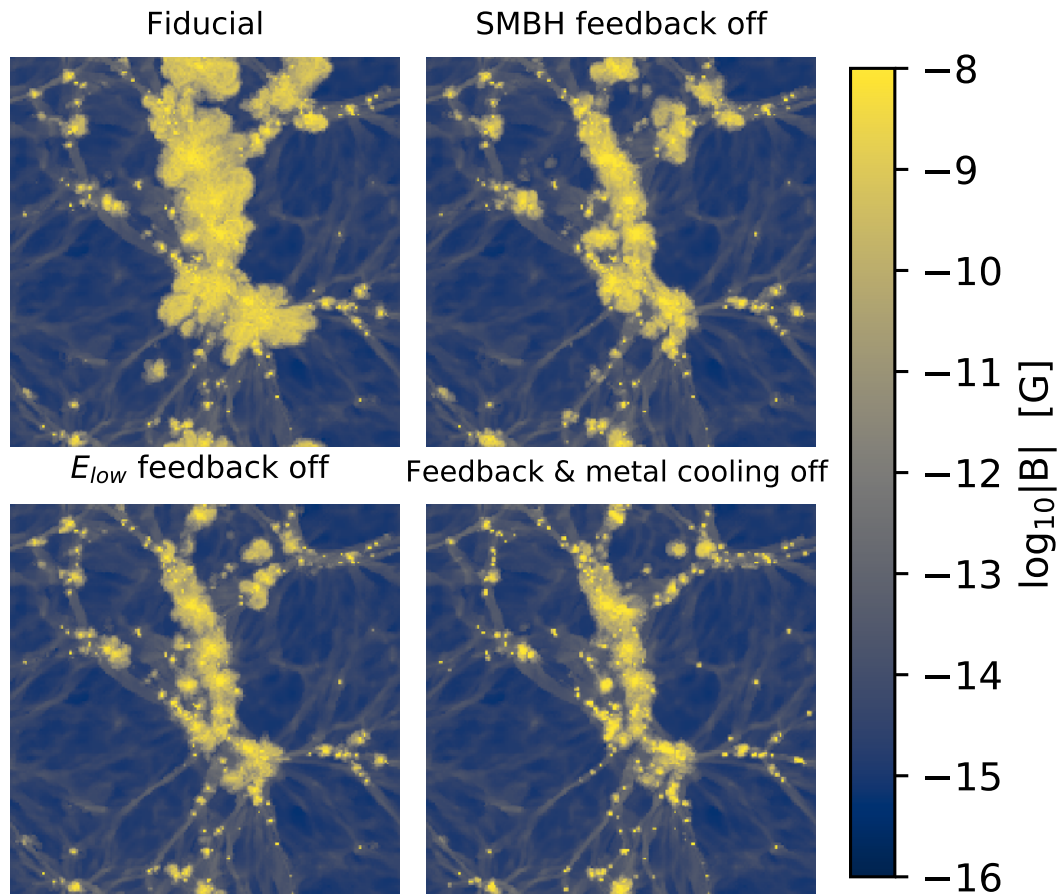 Fiducial
SMBH feedback off
E_low feedback off
Feedback & metal cooling off
−8
−9
−10
−11
−12
−13
−14
−15
−16
log₁₀|B| [G]